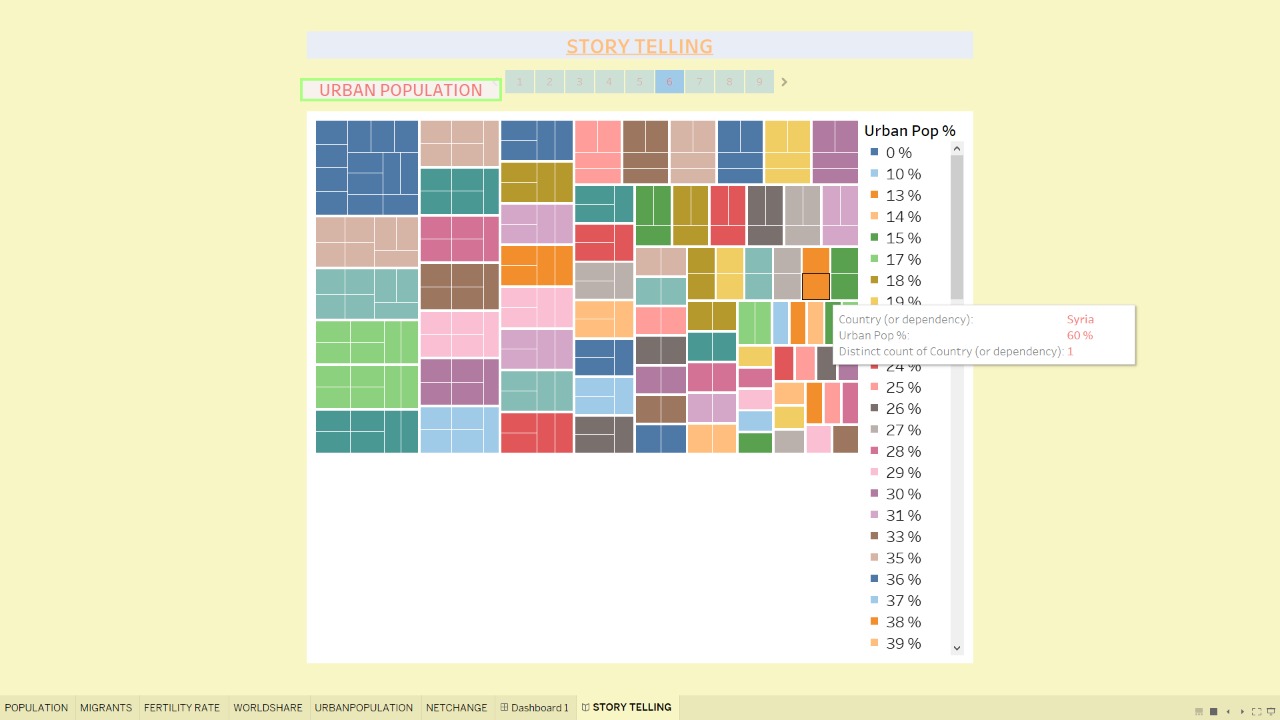 STORY TELLING
URBAN POPULATION
1 2 3 4 5 6 7 8 9
Urban Pop %
0 %
10 %
13 %
14 %
15 %
17 %
18 %
19 %
Country (or dependency): Syria
Urban Pop %: 60 %
Distinct count of Country (or dependency): 1
24 %
25 %
26 %
27 %
28 %
29 %
30 %
31 %
33 %
35 %
36 %
37 %
38 %
39 %
POPULATION MIGRANTS FERTILITY RATE WORLDSHARE URBANPOPULATION NETCHANGE Dashboard 1 STORY TELLING